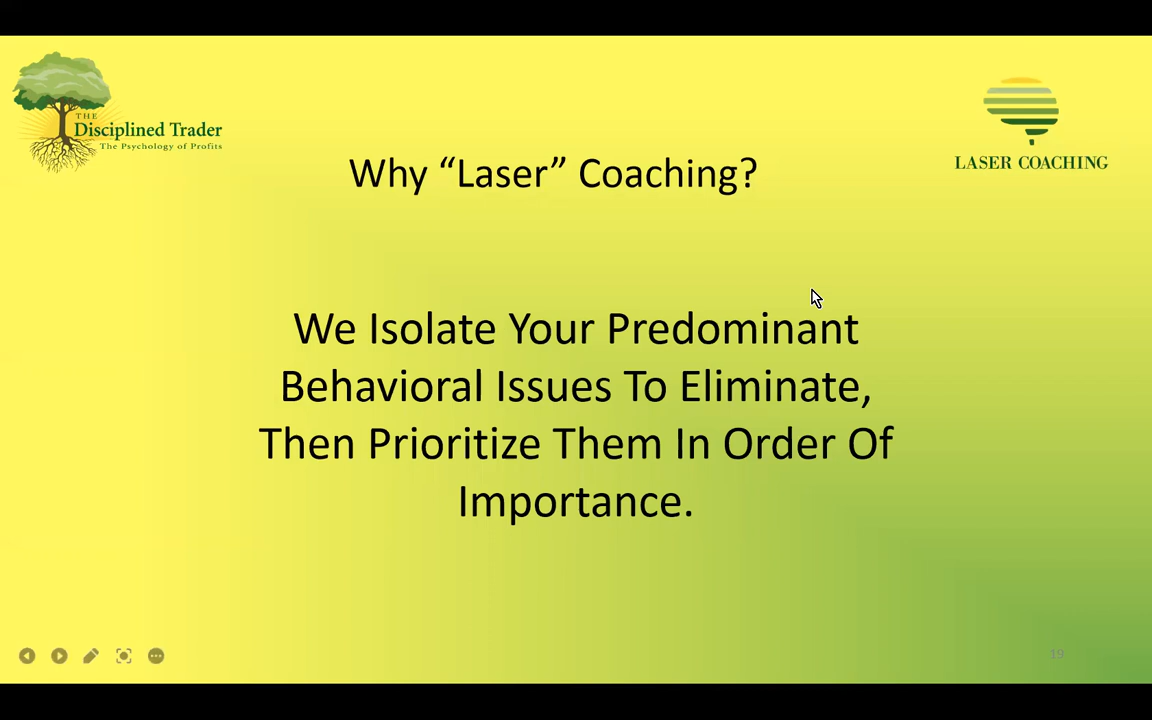 THE
Disciplined Trader
The Psychology of Profits
LASER COACHING
Why “Laser” Coaching?
We Isolate Your Predominant
Behavioral Issues To Eliminate,
Then Prioritize Them In Order Of
Importance.
19